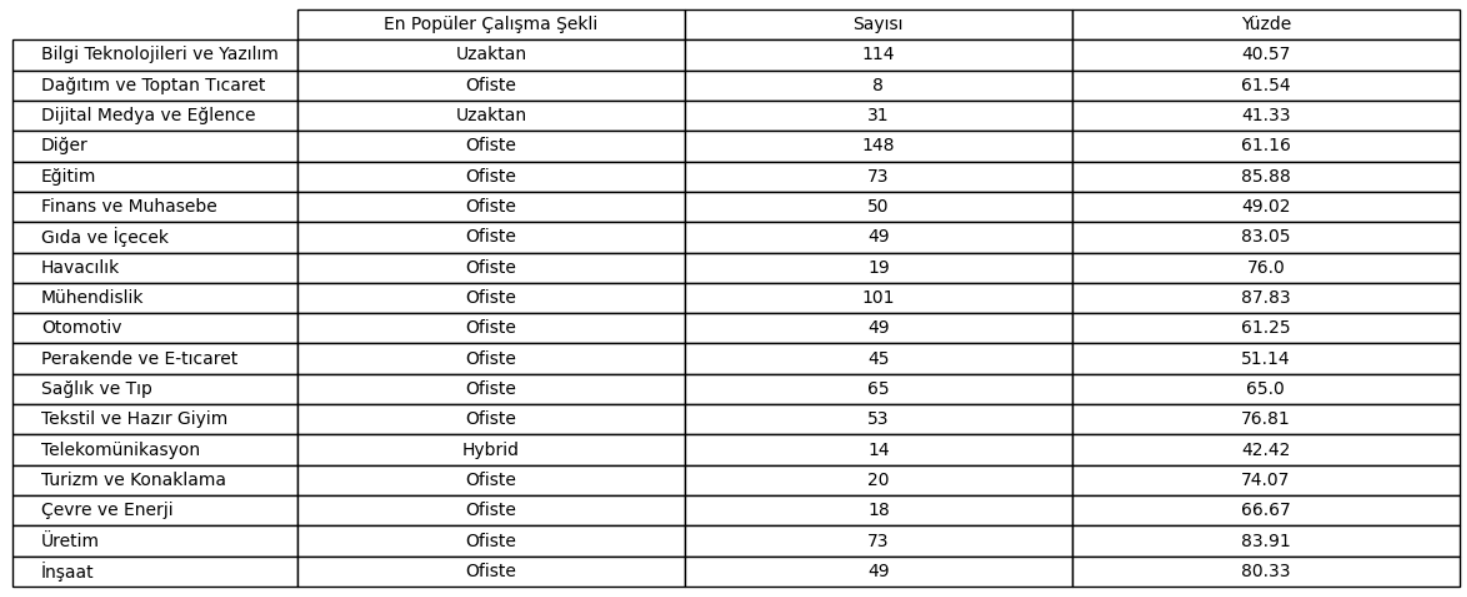 En Popüler Çalışma Şekli Sayısı Yüzde
Bilgi Teknolojileri ve Yazılım Uzaktan 114 40.57
Dağıtım ve Toptan Tıcaret Ofiste 8 61.54
Dijital Medya ve Eğlence Uzaktan 31 41.33
Diğer Ofiste 148 61.16
Eğitim Ofiste 73 85.88
Finans ve Muhasebe Ofiste 50 49.02
Gıda ve İçecek Ofiste 49 83.05
Havacılık Ofiste 19 76.0
Mühendislik Ofiste 101 87.83
Otomotiv Ofiste 49 61.25
Perakende ve E-tıcaret Ofiste 45 51.14
Sağlık ve Tıp Ofiste 65 65.0
Tekstil ve Hazır Giyim Ofiste 53 76.81
Telekomünikasyon Hybrid 14 42.42
Turizm ve Konaklama Ofiste 20 74.07
Çevre ve Enerji Ofiste 18 66.67
Üretim Ofiste 73 83.91
İnşaat Ofiste 49 80.33